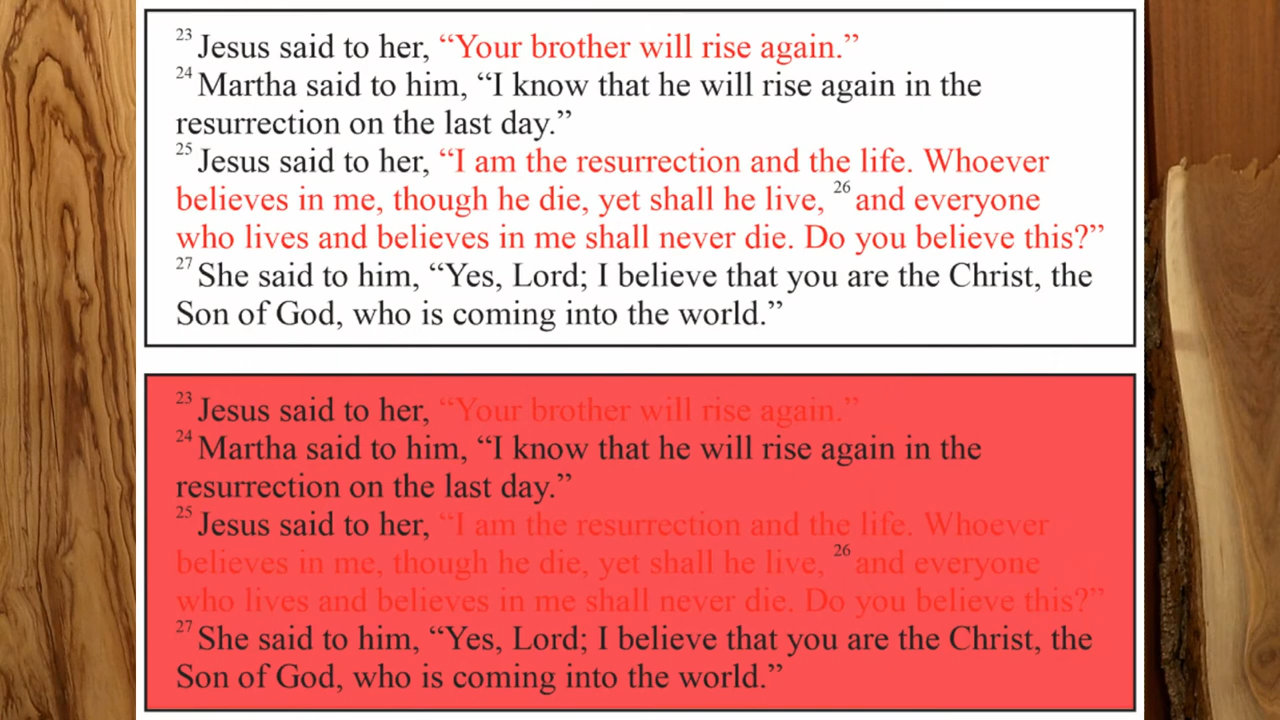 23 Jesus said to her, “Your brother will rise again.”
24 Martha said to him, “I know that he will rise again in the
resurrection on the last day.”
25 Jesus said to her, “I am the resurrection and the life. Whoever
believes in me, though he die, yet shall he live, 26 and everyone
who lives and believes in me shall never die. Do you believe this?”
27 She said to him, “Yes, Lord; I believe that you are the Christ, the
Son of God, who is coming into the world.”
23 Jesus said to her, “Your brother will rise again.”
24 Martha said to him, “I know that he will rise again in the
resurrection on the last day.”
25 Jesus said to her, “I am the resurrection and the life. Whoever
believes in me, though he die, yet shall he live, 26 and everyone
who lives and believes in me shall never die. Do you believe this?”
27 She said to him, “Yes, Lord; I believe that you are the Christ, the
Son of God, who is coming into the world.”